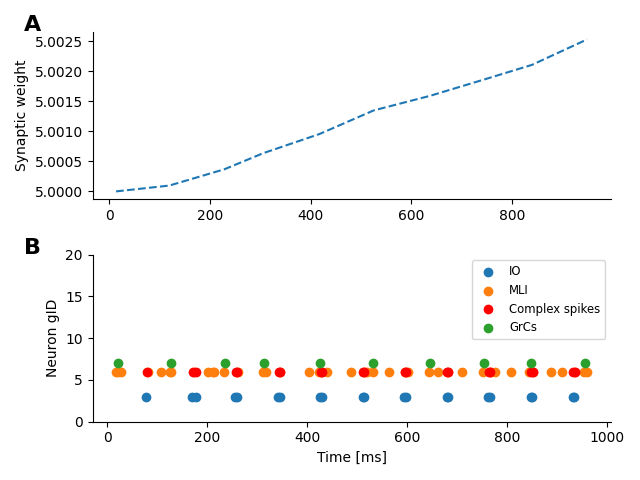 A
Synaptic weight
5.0025
5.0020
5.0015
5.0010
5.0005
5.0000
0 200 400 600 800
B
Neuron gID
20
15
10
5
0
IO
MLI
Complex spikes
GrCs
0 200 400 600 800 1000
Time [ms]